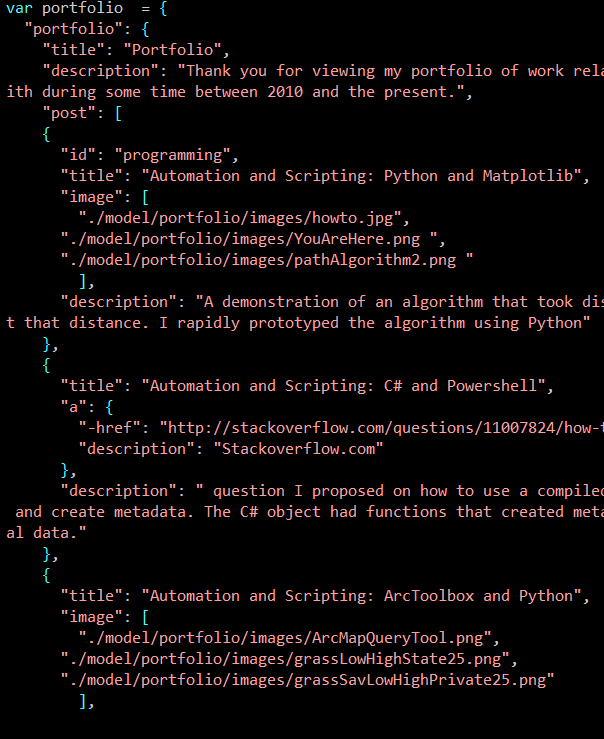 var portfolio  = {
  "portfolio": {
    "title": "Portfolio",
    "description": "Thank you for viewing my portfolio of work rela
ith during some time between 2010 and the present.",
    "post": [
    {
      "id": "programming",
      "title": "Automation and Scripting: Python and Matplotlib",
      "image": [
        "./model/portfolio/images/howto.jpg",
      "./model/portfolio/images/YouAreHere.png ",
      "./model/portfolio/images/pathAlgorithm2.png "
        ],
      "description": "A demonstration of an algorithm that took dis
t that distance. I rapidly prototyped the algorithm using Python"
    },
    {
      "title": "Automation and Scripting: C# and Powershell",
      "a": {
        "-href": "http://stackoverflow.com/questions/11007824/how-t
        "description": "Stackoverflow.com"
      },
      "description": " question I proposed on how to use a compiled
 and create metadata. The C# object had functions that created meta
al data."
    },
    {
      "title": "Automation and Scripting: ArcToolbox and Python",
      "image": [
        "./model/portfolio/images/ArcMapQueryTool.png",
      "./model/portfolio/images/grassLowHighState25.png",
      "./model/portfolio/images/grassSavLowHighPrivate25.png"
        ],